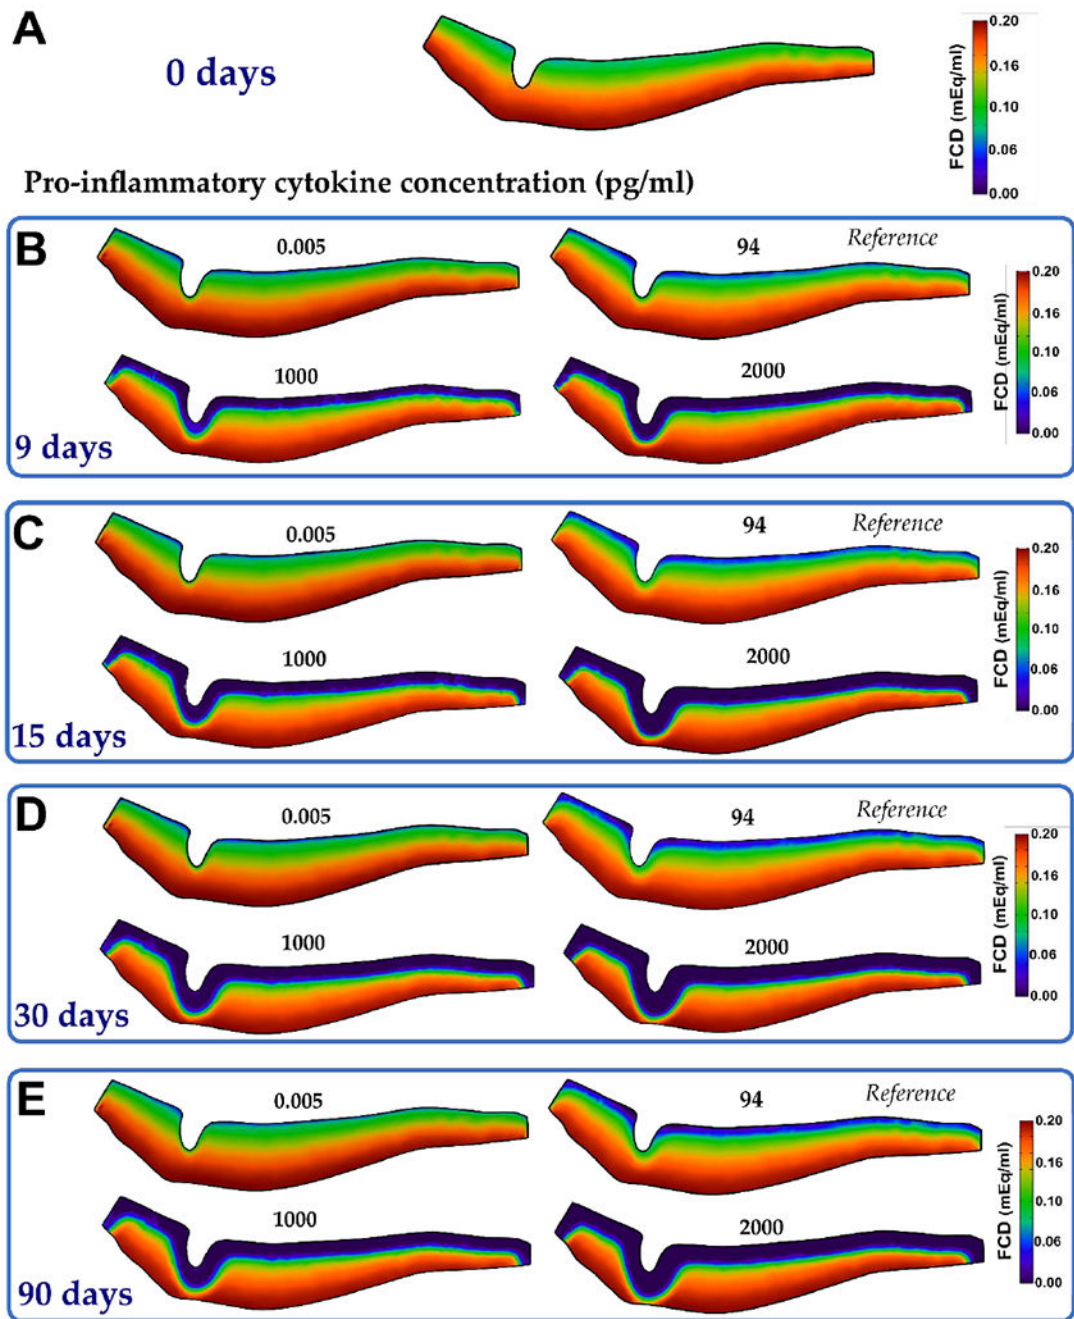 A
0 days
0.20
0.16
0.10
0.06
0.00
FCD (mEq/ml)
Pro-inflammatory cytokine concentration (pg/ml)
B
0.005
94
Reference
1000
2000
9 days
0.20
0.16
0.10
0.06
0.00
FCD (mEq/ml)
C
0.005
94
Reference
1000
2000
15 days
0.20
0.16
0.10
0.06
0.00
FCD (mEq/ml)
D
0.005
94
Reference
1000
2000
30 days
0.20
0.16
0.10
0.06
0.00
FCD (mEq/ml)
E
0.005
94
Reference
1000
2000
90 days
0.20
0.16
0.10
0.06
0.00
FCD (mEq/ml)